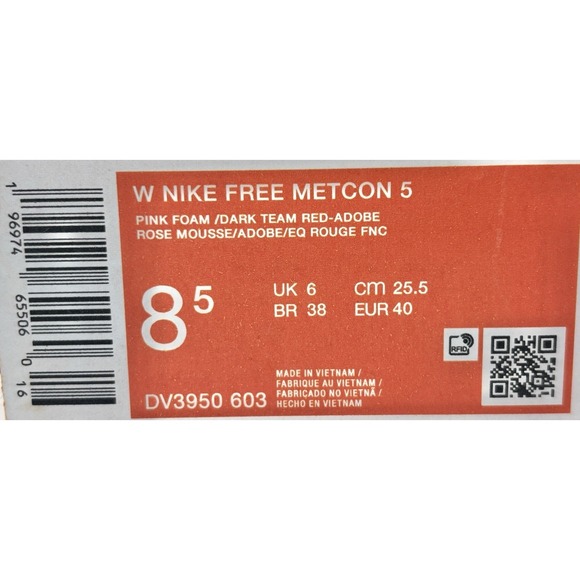 W NIKE FREE METCON 5
PINK FOAM /DARK TEAM RED-ADOBE
ROSE MOUSSE/ADOBE/EQ ROUGE FNC
8 5
UK 6 cm 25.5
BR 38 EUR 40
RFID
MADE IN VIETNAM /
FABRIQUE AU VIETNAM /
FABRICADO NO VIETNÃ /
HECHO EN VIETNAM
DV3950 603
1 96974 65506 0 16